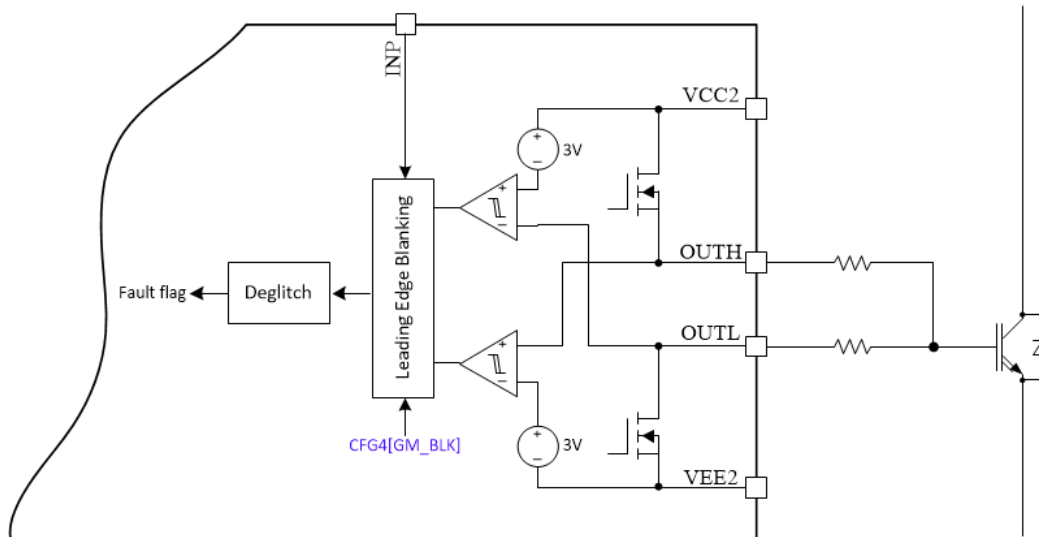 INP
VCC2
+
−
3V
+
−
Leading Edge Blanking
OUTH
Fault flag
Deglitch
OUTL
+
−
Z
CFG4[GM_BLK]
+
−
3V
VEE2